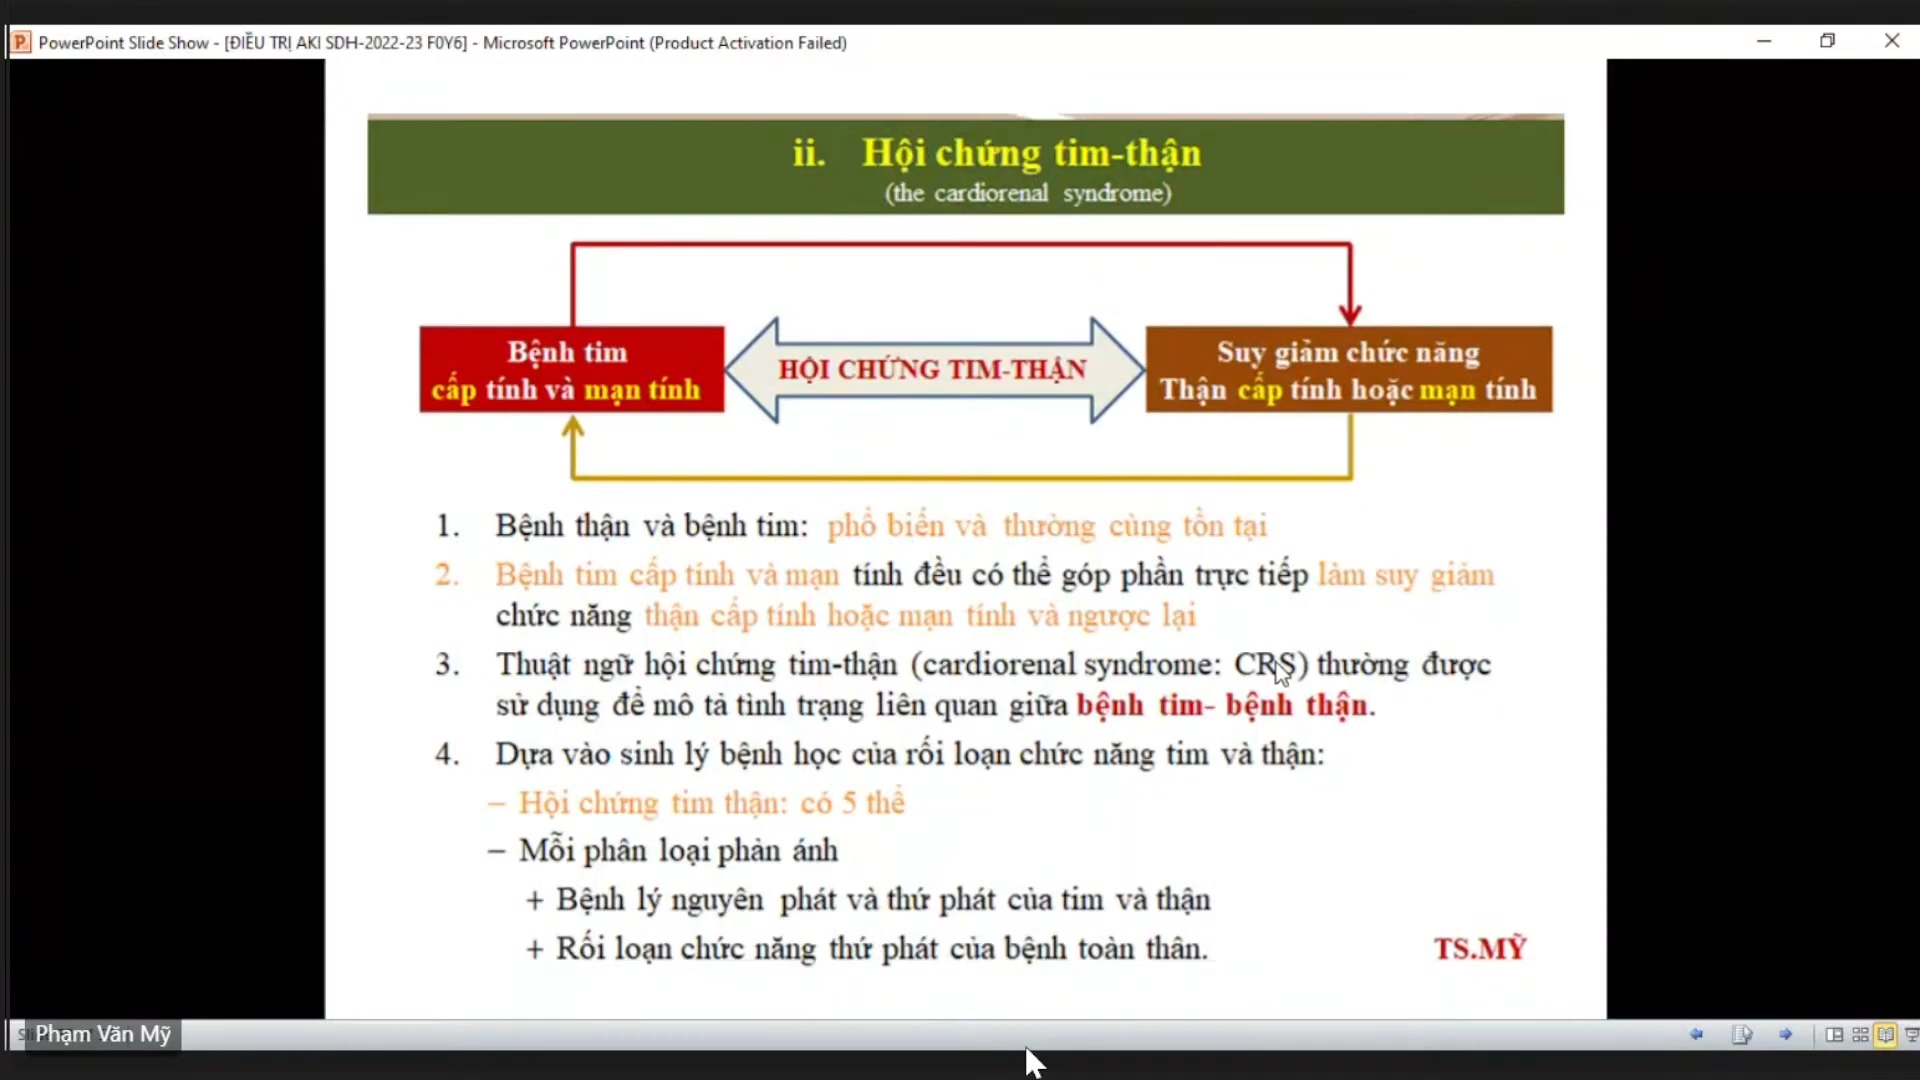 PowerPoint Slide Show - [ĐIỀU TRỊ AKI SDH-2022-23 F0Y6] - Microsoft PowerPoint (Product Activation Failed)
ii. Hội chứng tim-thận
(the cardiorenal syndrome)
Bệnh tim
cấp tính và mạn tính
HỘI CHỨNG TIM-THẬN
Suy giảm chức năng
Thận cấp tính hoặc mạn tính
1. Bệnh thận và bệnh tim: phổ biến và thường cùng tồn tại
2. Bệnh tim cấp tính và mạn tính đều có thể góp phần trực tiếp làm suy giảm
chức năng thận cấp tính hoặc mạn tính và ngược lại
3. Thuật ngữ hội chứng tim-thận (cardiorenal syndrome: CRS) thường được
sử dụng để mô tả tình trạng liên quan giữa bệnh tim- bệnh thận.
4. Dựa vào sinh lý bệnh học của rối loạn chức năng tim và thận:
– Hội chứng tim thận: có 5 thể
– Mỗi phân loại phản ánh
+ Bệnh lý nguyên phát và thứ phát của tim và thận
+ Rối loạn chức năng thứ phát của bệnh toàn thân.
TS.MỸ
Phạm Văn Mỹ